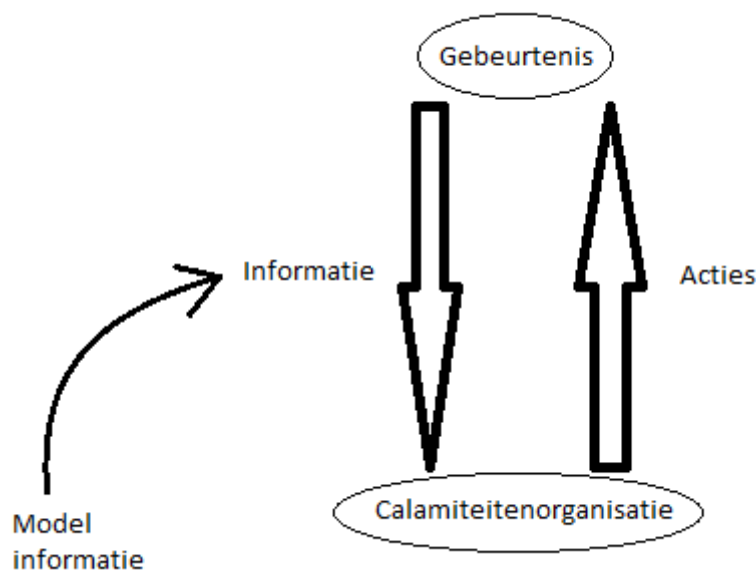 Gebeurtenis
Informatie
Acties
Calamiteitenorganisatie
Model
informatie